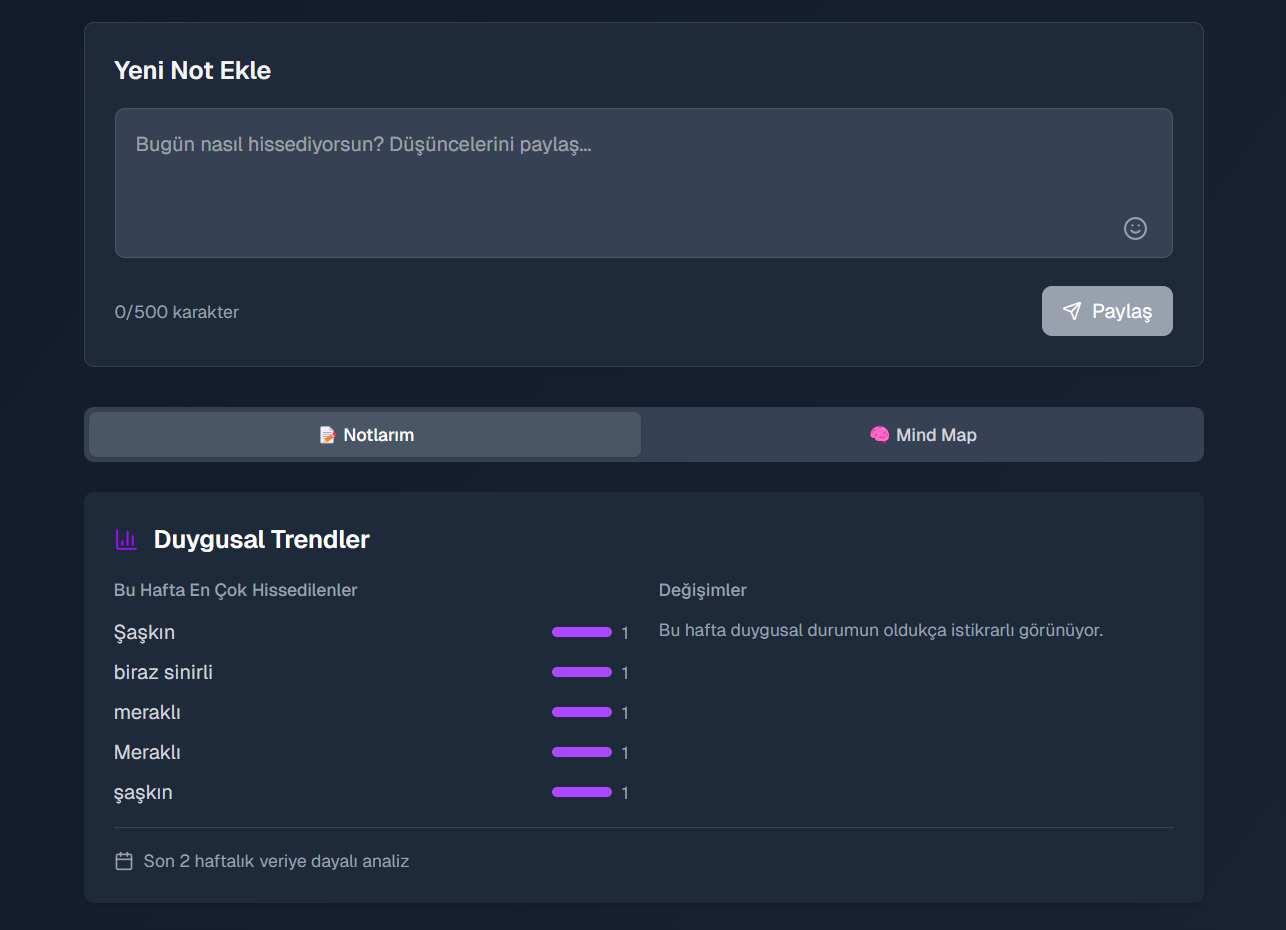 Yeni Not Ekle
Bugün nasıl hissediyorsun? Düşüncelerini paylaş...
0/500 karakter
Paylaş
📝 Notlarım
🧠 Mind Map
Duygusal Trendler
Bu Hafta En Çok Hissedilenler
Şaşkın 1
biraz sinirli 1
meraklı 1
Meraklı 1
şaşkın 1
Değişimler
Bu hafta duygusal durumun oldukça istikrarlı görünüyor.
Son 2 haftalık veriye dayalı analiz